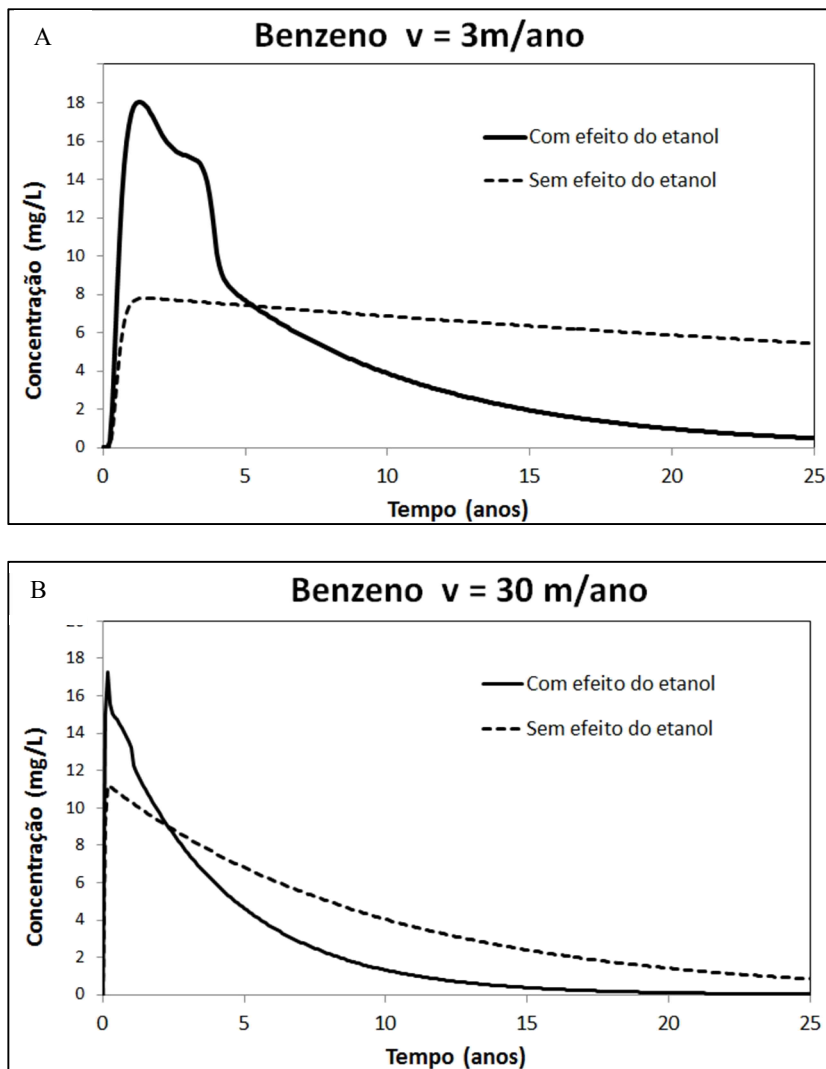 A
Benzeno v = 3m/ano
18
16
14
12
10
8
6
4
2
0
Com efeito do etanol
Sem efeito do etanol
Concentração (mg/L)
0 5 10 15 20 25
Tempo (anos)
B
Benzeno v = 30 m/ano
18
16
14
12
10
8
6
4
2
0
Com efeito do etanol
Sem efeito do etanol
Concentração (mg/L)
0 5 10 15 20 25
Tempo (anos)